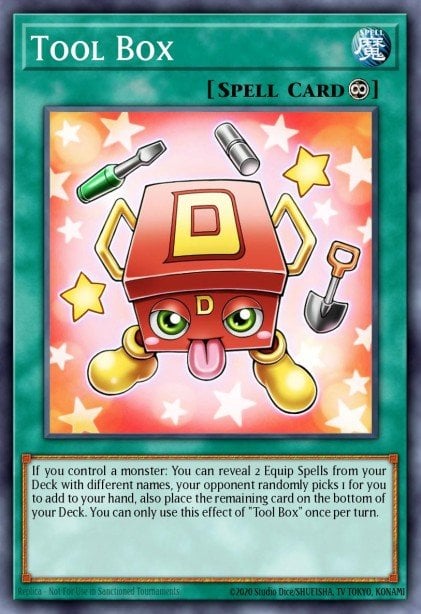 Tool Box
SPELL
魔
[Spell Card]
D
D
If you control a monster: You can reveal 2 Equip Spells from your
Deck with different names, your opponent randomly picks 1 for you
to add to your hand, also place the remaining card on the bottom
of your Deck. You can only use this effect of "Tool Box" once per turn.
Replica - Not For Use in Sanctioned Tournaments
©2020 Studio Dice/SHUEISHA, TV TOKYO, KONAMI